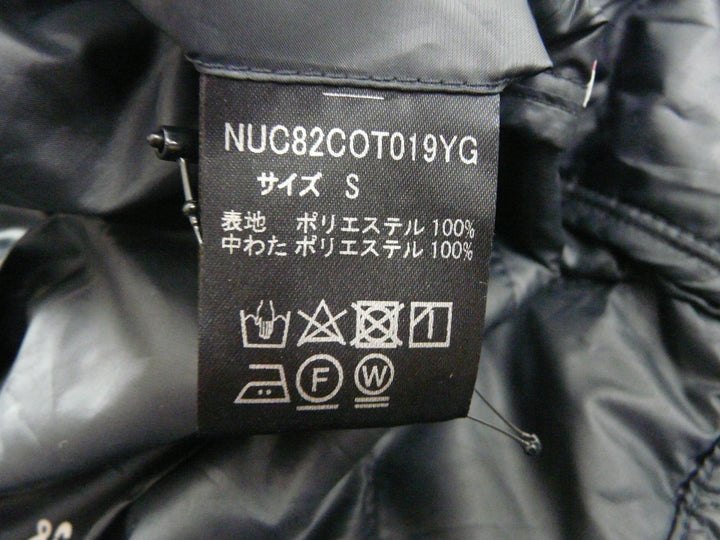 NUC82COT019YG
サイズ S
表地 ポリエステル 100%
中わた ポリエステル 100%
F W